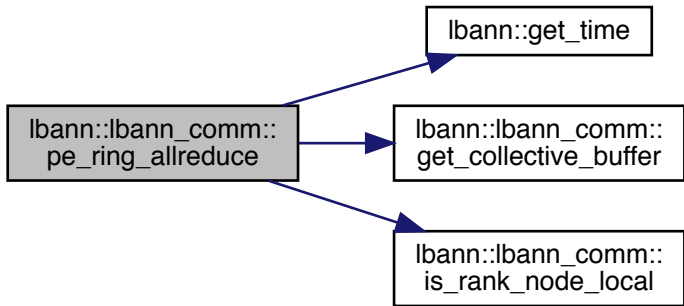 lbann::get_time
lbann::lbann_comm::
pe_ring_allreduce
lbann::lbann_comm::
get_collective_buffer
lbann::lbann_comm::
is_rank_node_local